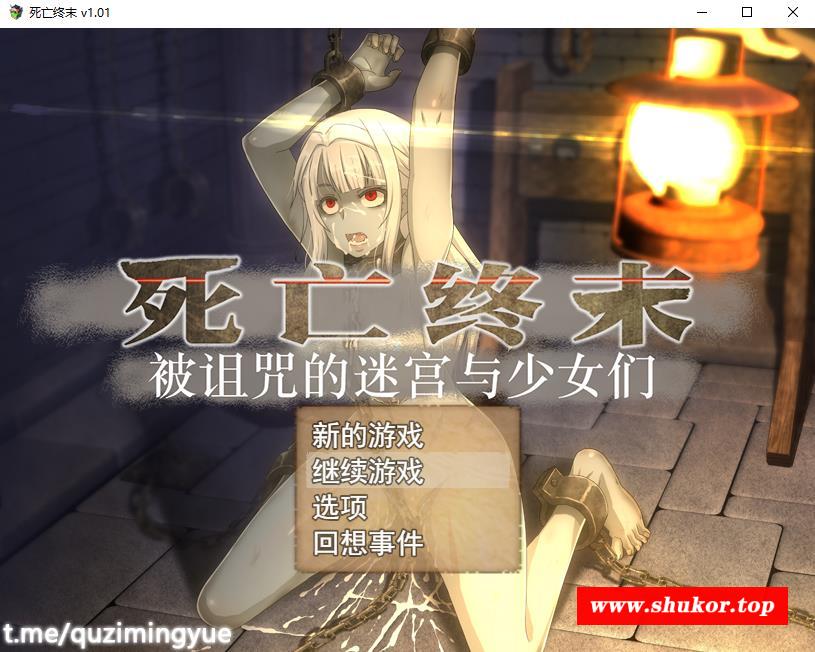 死亡终末 v1.01
死亡终末
被诅咒的迷宫与少女们
新的游戏
继续游戏
选项
回想事件
www.shukor.top
t.me/quzimingyue